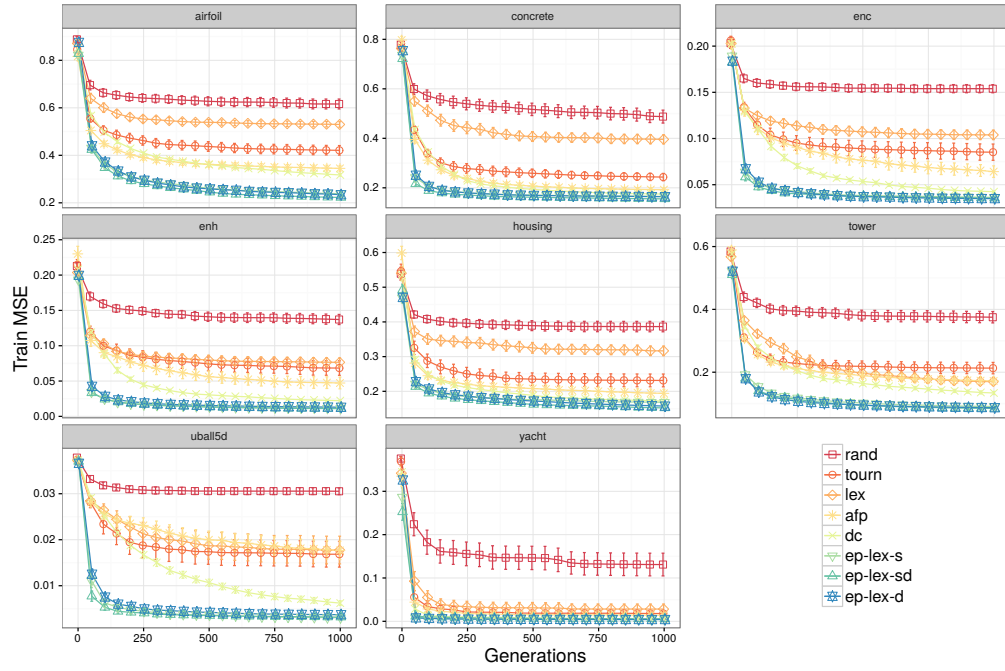 airfoil
concrete
enc
0.8
0.6
0.4
0.2
0.8
0.6
0.4
0.2
0.20
0.15
0.10
0.05
enh
housing
tower
0.25
0.20
0.15
0.10
0.05
0.00
0.6
0.5
0.4
0.3
0.2
0.6
0.4
0.2
Train MSE
uball5d
yacht
0.03
0.02
0.01
0.3
0.2
0.1
0.0
0 250 500 750 1000
0 250 500 750 1000
Generations
rand
tourn
lex
afp
dc
ep-lex-s
ep-lex-sd
ep-lex-d